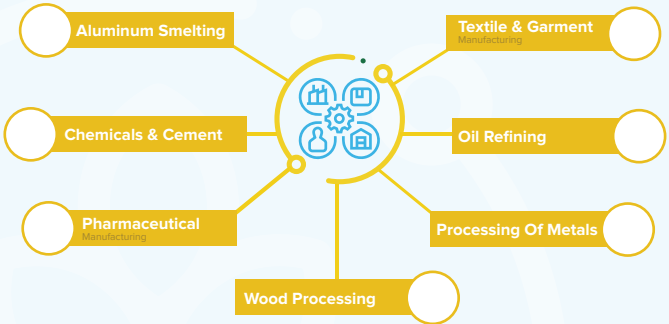 Aluminum Smelting
Textile & Garment
Manufacturing
Chemicals & Cement
Oil Refining
Pharmaceutical
Manufacturing
Processing Of Metals
Wood Processing